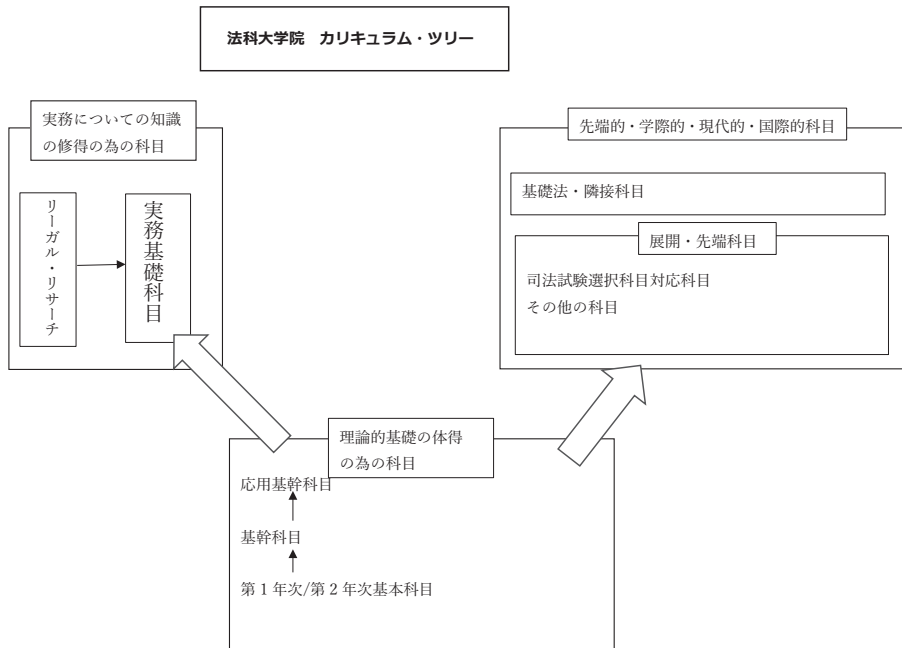 法科大学院　カリキュラム・ツリー
実務についての知識
の修得の為の科目
リーガル・リサーチ
実務基礎科目
先端的・学際的・現代的・国際的科目
基礎法・隣接科目
展開・先端科目
司法試験選択科目対応科目
その他の科目
理論的基礎の体得
の為の科目
応用基幹科目
基幹科目
第1年次/第2年次基本科目